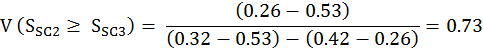 V (S_SC2 ≥ S_SC3) = (0.26 − 0.53) / ((0.32 − 0.53) − (0.42 − 0.26)) = 0.73